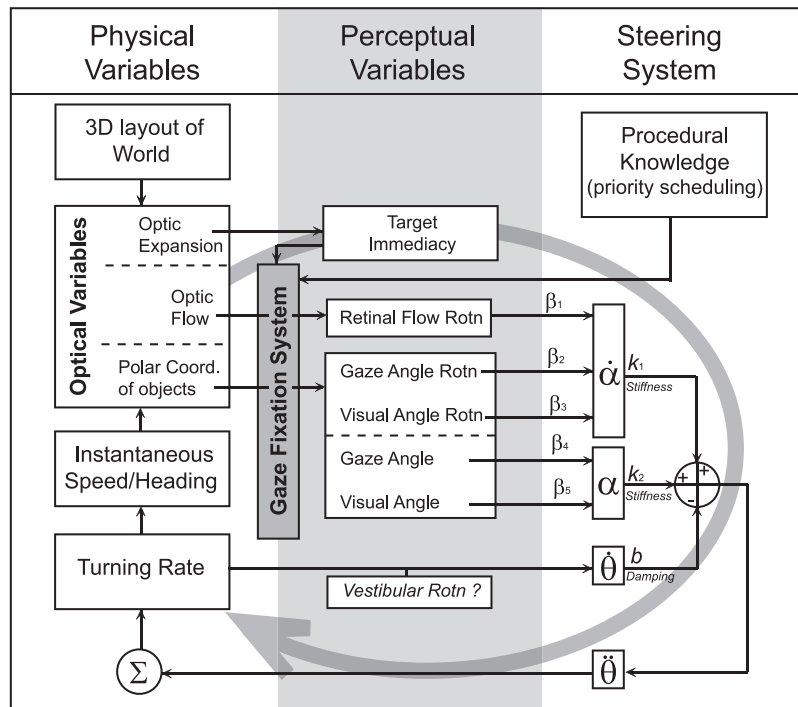 Physical
Variables
Perceptual
Variables
Steering
System
3D layout of
World
Procedural
Knowledge
(priority scheduling)
Optical Variables
Optic
Expansion
Optic
Flow
Polar Coord.
of objects
Target
Immediacy
Gaze Fixation System
Retinal Flow Rotn
Gaze Angle Rotn
Visual Angle Rotn
Gaze Angle
Visual Angle
β₁
β₂
β₃
β₄
β₅
α̇
k₁
Stiffness
α
k₂
Stiffness
+
+
-
Instantaneous
Speed/Heading
Turning Rate
Vestibular Rotn ?
θ̇
b
Damping
Σ
θ̈